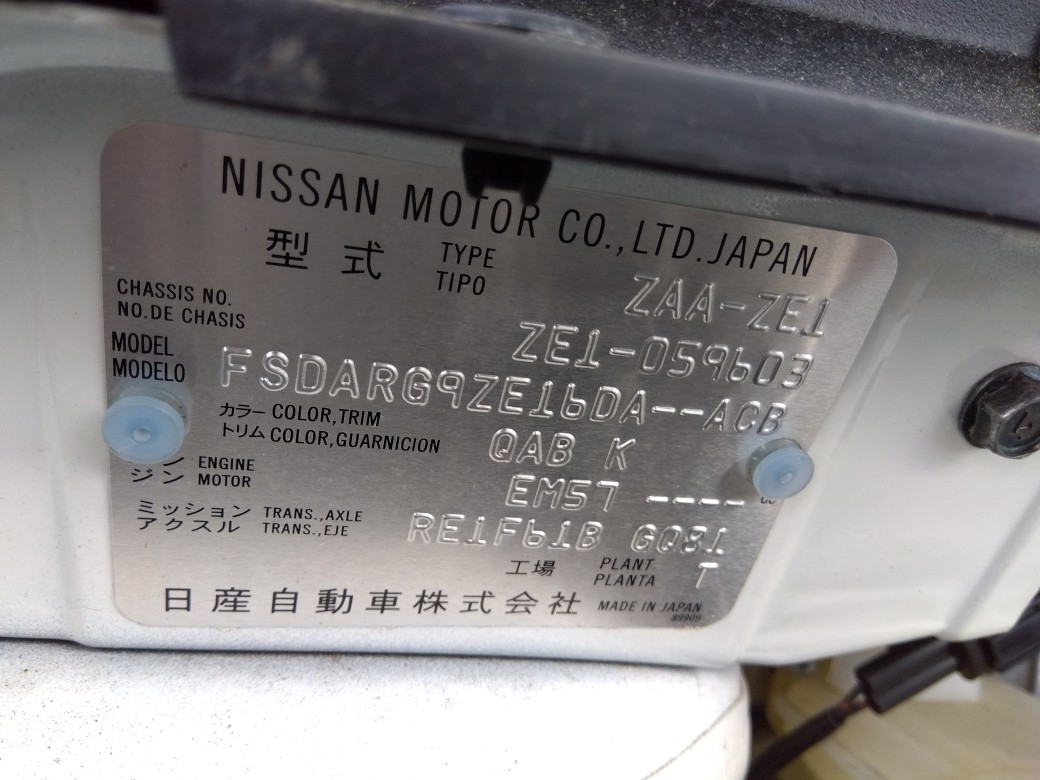 NISSAN MOTOR CO.,LTD.JAPAN
型式 TYPE
TIPO
ZAA-ZE1
CHASSIS NO.
NO.DE CHASIS
ZE1-059603
MODEL
MODELO
FSDARG9ZE16DA--ACB
カラー COLOR,TRIM
トリム COLOR,GUARNICION
QAB K
ン ENGINE
ジン MOTOR
EM57 ----
ミッション TRANS.,AXLE
アクスル TRANS.,EJE
RE1F61B GQ81
工場 PLANT
PLANTA
T
日産自動車株式会社 MADE IN JAPAN
89909